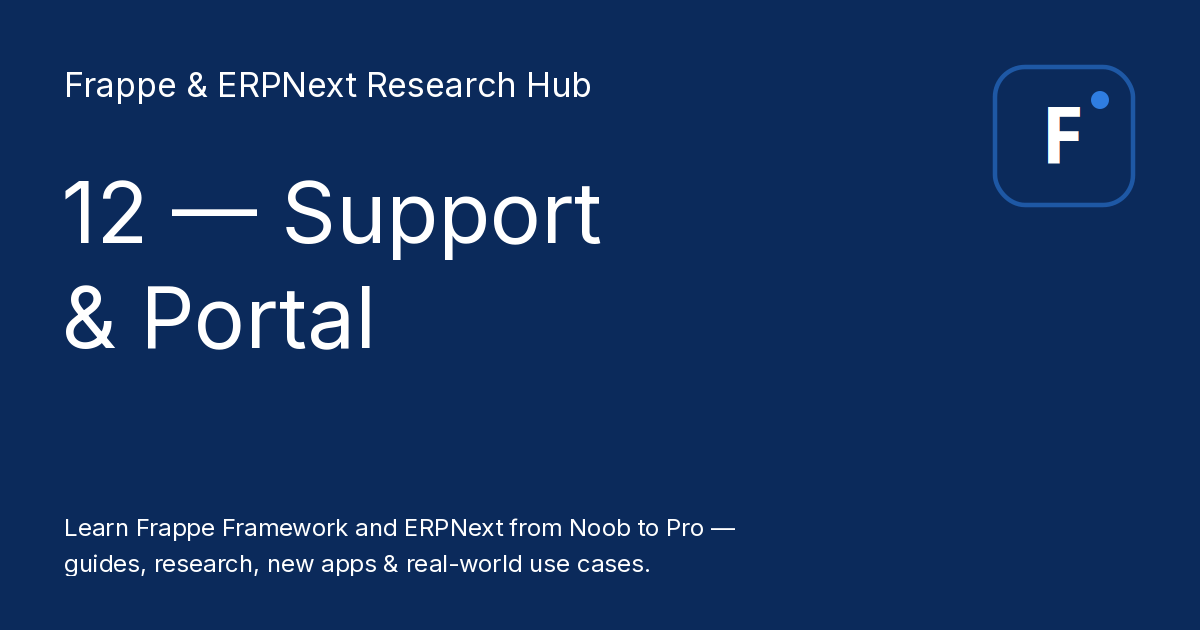 Frappe & ERPNext Research Hub
F
12 — Support
& Portal
Learn Frappe Framework and ERPNext from Noob to Pro —
guides, research, new apps & real-world use cases.